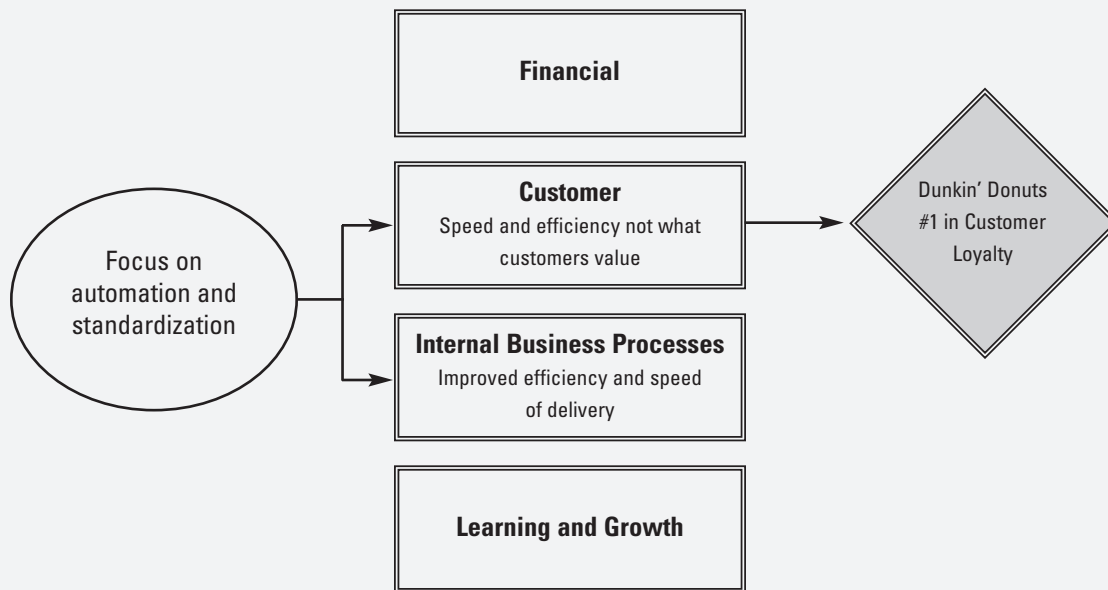 Financial
Focus on
automation and
standardization
Customer
Speed and efficiency not what
customers value
Dunkin’ Donuts
#1 in Customer
Loyalty
Internal Business Processes
Improved efficiency and speed
of delivery
Learning and Growth